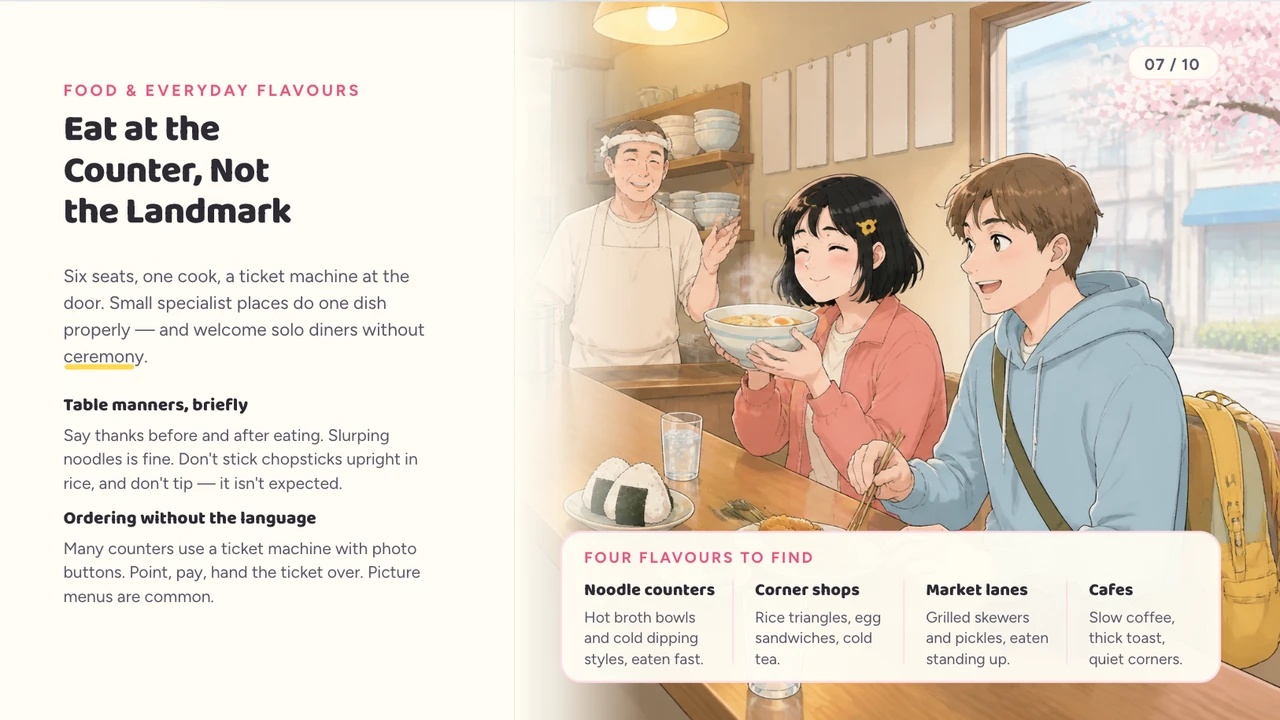 07 / 10
FOOD & EVERYDAY FLAVOURS
Eat at the
Counter, Not
the Landmark
Six seats, one cook, a ticket machine at the
door. Small specialist places do one dish
properly — and welcome solo diners without
ceremony.
Table manners, briefly
Say thanks before and after eating. Slurping
noodles is fine. Don't stick chopsticks upright in
rice, and don't tip — it isn't expected.
Ordering without the language
Many counters use a ticket machine with photo
buttons. Point, pay, hand the ticket over. Picture
menus are common.
FOUR FLAVOURS TO FIND
Noodle counters
Hot broth bowls
and cold dipping
styles, eaten fast.
Corner shops
Rice triangles, egg
sandwiches, cold
tea.
Market lanes
Grilled skewers
and pickles, eaten
standing up.
Cafes
Slow coffee,
thick toast,
quiet corners.